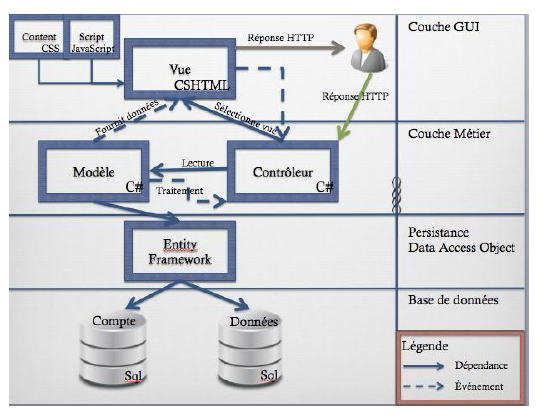 Content
CSS
Script
JavaScript
Vue
CSHTML
Réponse HTTP
Réponse HTTP
Couche GUI
Fournit données
Sélectionne vue
Couche Métier
Modèle
C#
Lecture
Traitement
Contrôleur
C#
Entity
Framework
Persistance
Data Access Object
Compte
Sql
Données
Sql
Base de données
Légende
Dépendance
Événement